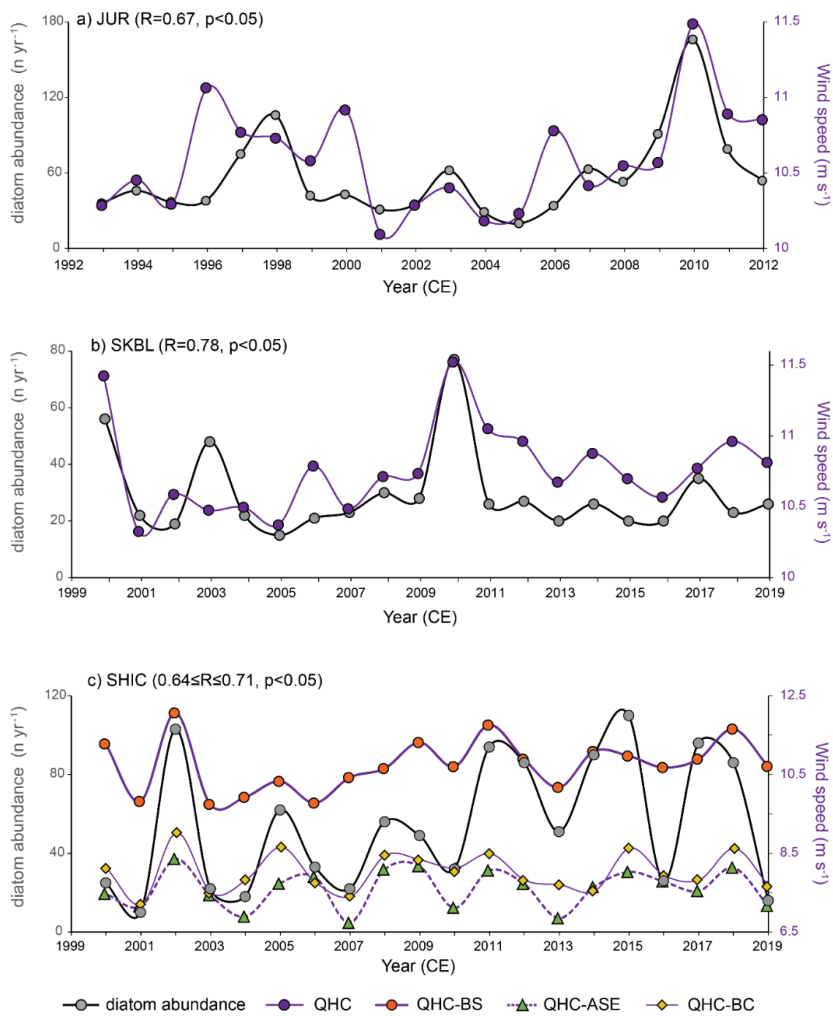 a) JUR (R=0.67, p<0.05)
diatom abundance (n yr⁻¹)
180
120
60
0
11.5
11
10.5
10
Wind speed (m s⁻¹)
1992 1994 1996 1998 2000 2002 2004 2006 2008 2010 2012
Year (CE)
b) SKBL (R=0.78, p<0.05)
diatom abundance (n yr⁻¹)
80
60
40
20
0
11.5
11
10.5
10
Wind speed (m s⁻¹)
1999 2001 2003 2005 2007 2009 2011 2013 2015 2017 2019
Year (CE)
c) SHIC (0.64≤R≤0.71, p<0.05)
diatom abundance (n yr⁻¹)
120
80
40
0
12.5
10.5
8.5
6.5
Wind speed (m s⁻¹)
1999 2001 2003 2005 2007 2009 2011 2013 2015 2017 2019
Year (CE)
diatom abundance QHC QHC-BS QHC-ASE QHC-BC